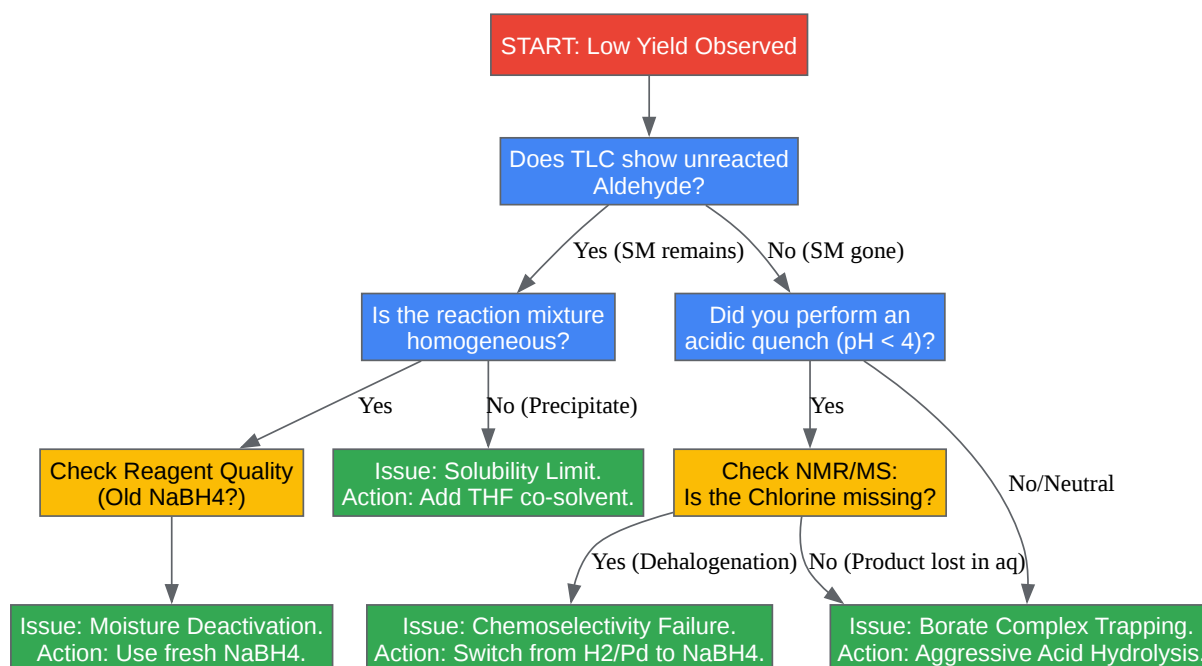 START: Low Yield Observed
Does TLC show unreacted
Aldehyde?
Yes (SM remains)
No (SM gone)
Is the reaction mixture
homogeneous?
Did you perform an
acidic quench (pH < 4)?
Yes
No (Precipitate)
Yes
Check Reagent Quality
(Old NaBH4?)
Issue: Solubility Limit.
Action: Add THF co-solvent.
Check NMR/MS:
Is the Chlorine missing?
No/Neutral
Yes (Dehalogenation)
No (Product lost in aq)
Issue: Moisture Deactivation.
Action: Use fresh NaBH4.
Issue: Chemoselectivity Failure.
Action: Switch from H2/Pd to NaBH4.
Issue: Borate Complex Trapping.
Action: Aggressive Acid Hydrolysis